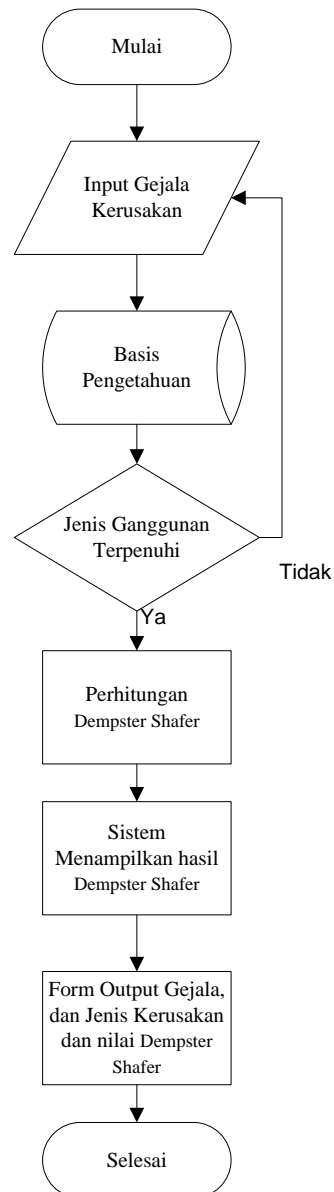 Mulai
Input Gejala
Kerusakan
Basis
Pengetahuan
Jenis Ganggunan
Terpenuhi
Tidak
Ya
Perhitungan
Dempster Shafer
Sistem
Menampilkan hasil
Dempster Shafer
Form Output Gejala,
dan Jenis Kerusakan
dan nilai Dempster
Shafer
Selesai